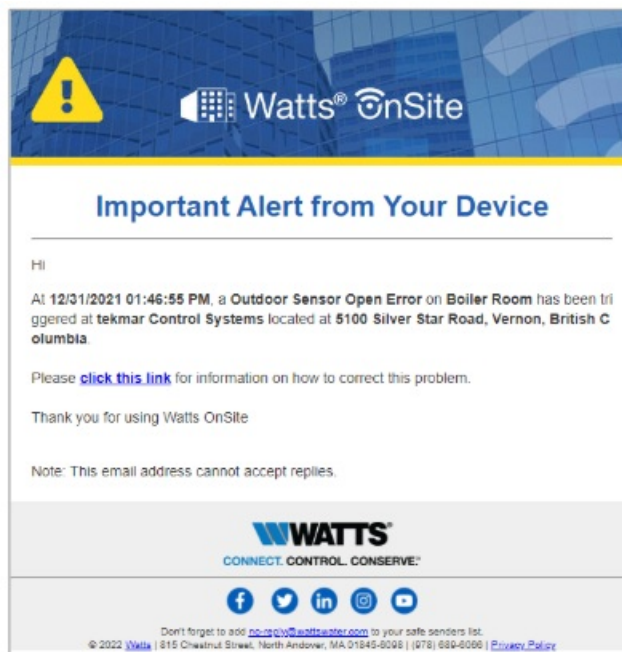 Watts® OnSite
Important Alert from Your Device
Hi
At 12/31/2021 01:46:55 PM, a Outdoor Sensor Open Error on Boiler Room has been tri
ggered at tekmar Control Systems located at 5100 Silver Star Road, Vernon, British C
olumbia.
Please click this link for information on how to correct this problem.
Thank you for using Watts OnSite
Note: This email address cannot accept replies.
WATTS®
CONNECT. CONTROL. CONSERVE.™
Don't forget to add no-reply@wattswater.com to your safe senders list.
© 2022 Watts | 815 Chestnut Street, North Andover, MA 01845-6098 | (978) 689-6066 | Privacy Policy